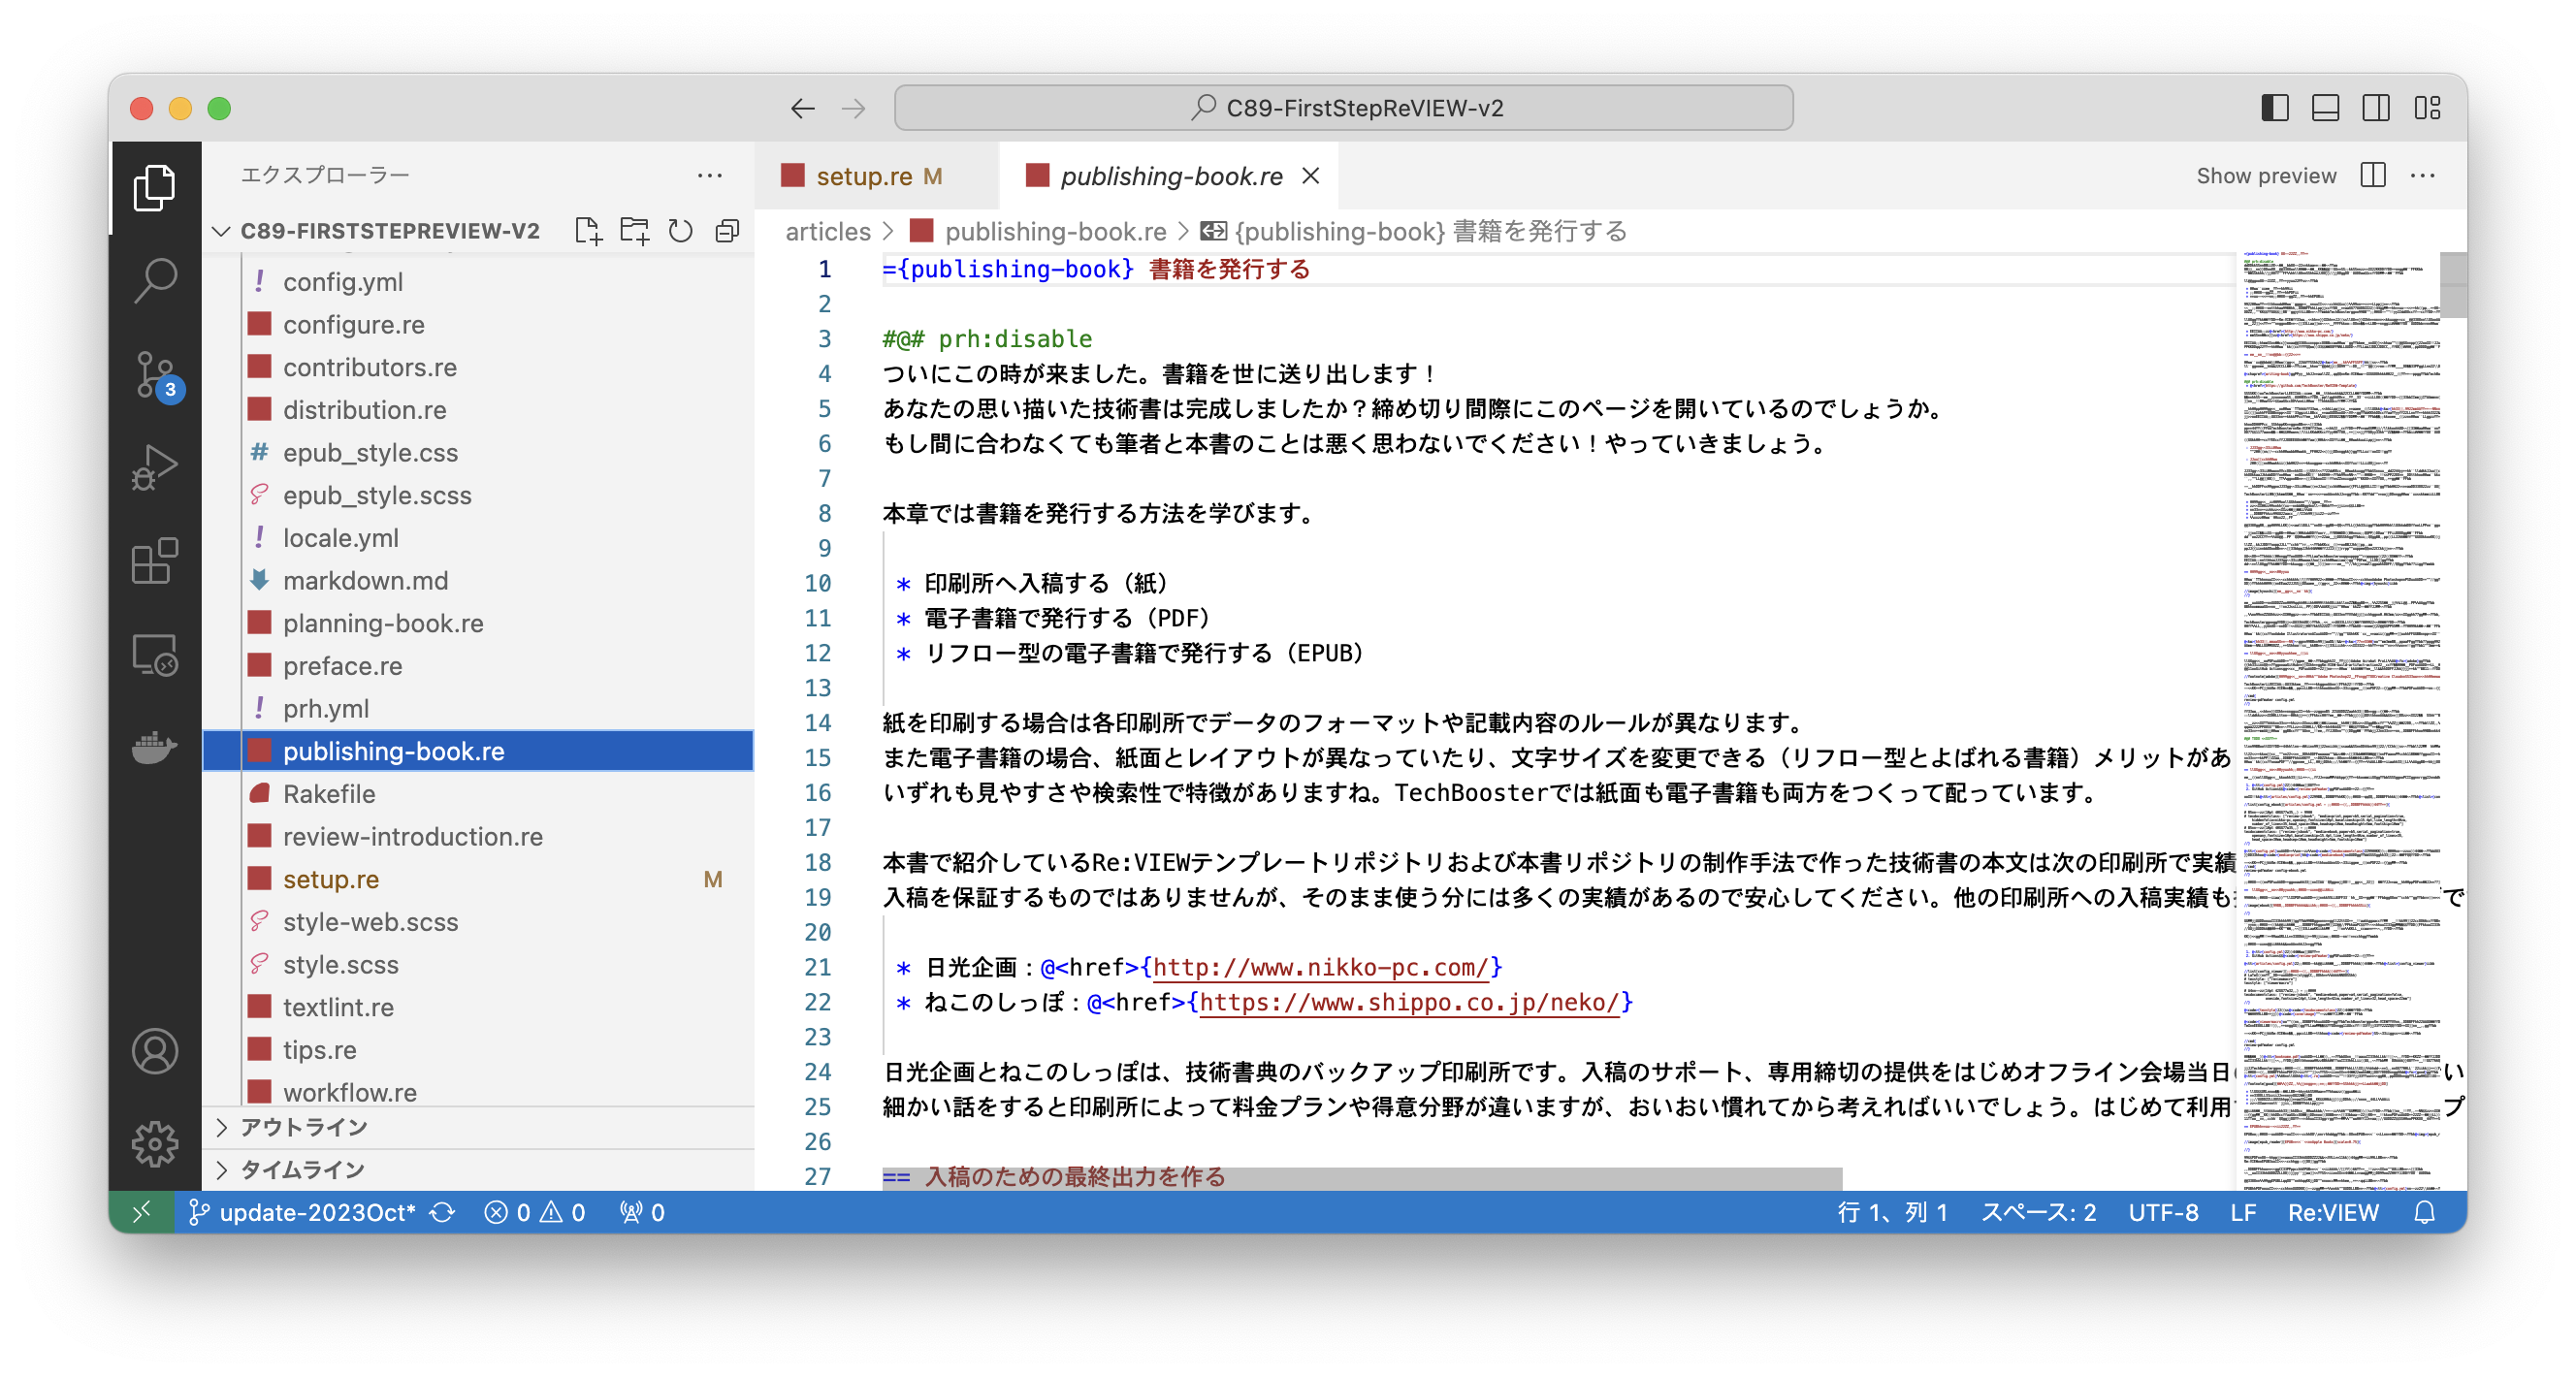 C89-FirstStepReVIEW-v2
エクスプローラー
C89-FIRSTSTEPREVIEW-V2
config.yml
configure.re
contributors.re
distribution.re
epub_style.css
epub_style.scss
locale.yml
markdown.md
planning-book.re
preface.re
prh.yml
publishing-book.re
Rakefile
review-introduction.re
setup.re M
style-web.scss
style.scss
textlint.re
tips.re
workflow.re
アウトライン
タイムライン
3
setup.re M
publishing-book.re
Show preview
articles > publishing-book.re > {publishing-book} 書籍を発行する
1 ={publishing-book} 書籍を発行する
2
3 #@# prh:disable
4 ついにこの時が来ました。書籍を世に送り出します！
5 あなたの思い描いた技術書は完成しましたか？締め切り間際にこのページを開いているのでしょうか。
6 もし間に合わなくても筆者と本書のことは悪く思わないでください！やっていきましょう。
7
8 本章では書籍を発行する方法を学びます。
9
10 * 印刷所へ入稿する（紙）
11 * 電子書籍で発行する（PDF）
12 * リフロー型の電子書籍で発行する（EPUB）
13
14 紙を印刷する場合は各印刷所でデータのフォーマットや記載内容のルールが異なります。
15 また電子書籍の場合、紙面とレイアウトが異なっていたり、文字サイズを変更できる（リフロー型とよばれる書籍）メリットがあ
16 いずれも見やすさや検索性で特徴がありますね。TechBoosterでは紙面も電子書籍も両方をつくって配っています。
17
18 本書で紹介しているRe:VIEWテンプレートリポジトリおよび本書リポジトリの制作手法で作った技術書の本文は次の印刷所で実績
19 入稿を保証するものではありませんが、そのまま使う分には多くの実績があるので安心してください。他の印刷所への入稿実績も
20
21 * 日光企画：@<href>{http://www.nikko-pc.com/}
22 * ねこのしっぽ：@<href>{https://www.shippo.co.jp/neko/}
23
24 日光企画とねこのしっぽは、技術書典のバックアップ印刷所です。入稿のサポート、専用締切の提供をはじめオフライン会場当日
25 細かい話をすると印刷所によって料金プランや得意分野が違いますが、おいおい慣れてから考えればいいでしょう。はじめて利用
26
27 == 入稿のための最終出力を作る
update-2023Oct* 0 0 0
行 1、列 1 スペース: 2 UTF-8 LF Re:VIEW